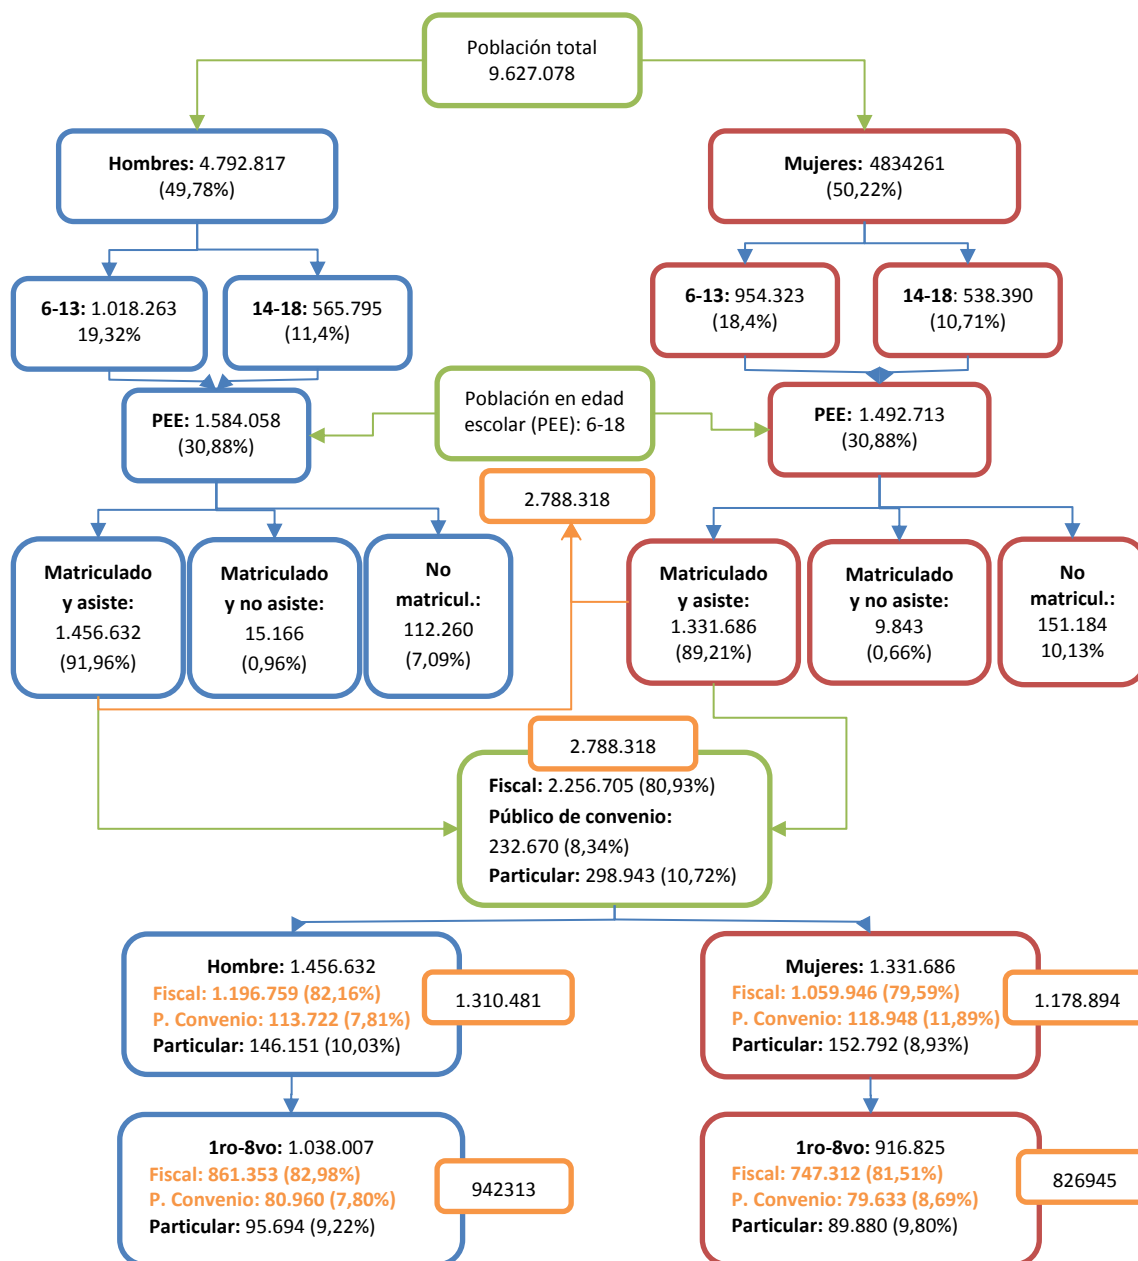 Población total
9.627.078
Hombres: 4.792.817
(49,78%)
Mujeres: 4834261
(50,22%)
6-13: 1.018.263
19,32%
14-18: 565.795
(11,4%)
6-13: 954.323
(18,4%)
14-18: 538.390
(10,71%)
PEE: 1.584.058
(30,88%)
Población en edad
escolar (PEE): 6-18
PEE: 1.492.713
(30,88%)
2.788.318
Matriculado
y asiste:
1.456.632
(91,96%)
Matriculado
y no asiste:
15.166
(0,96%)
No
matricul.:
112.260
(7,09%)
Matriculado
y asiste:
1.331.686
(89,21%)
Matriculado
y no asiste:
9.843
(0,66%)
No
matricul.:
151.184
10,13%
2.788.318
Fiscal: 2.256.705 (80,93%)
Público de convenio:
232.670 (8,34%)
Particular: 298.943 (10,72%)
Hombre: 1.456.632
Fiscal: 1.196.759 (82,16%)
P. Convenio: 113.722 (7,81%)
Particular: 146.151 (10,03%)
1.310.481
Mujeres: 1.331.686
Fiscal: 1.059.946 (79,59%)
P. Convenio: 118.948 (11,89%)
Particular: 152.792 (8,93%)
1.178.894
1ro-8vo: 1.038.007
Fiscal: 861.353 (82,98%)
P. Convenio: 80.960 (7,80%)
Particular: 95.694 (9,22%)
942313
1ro-8vo: 916.825
Fiscal: 747.312 (81,51%)
P. Convenio: 79.633 (8,69%)
Particular: 89.880 (9,80%)
826945